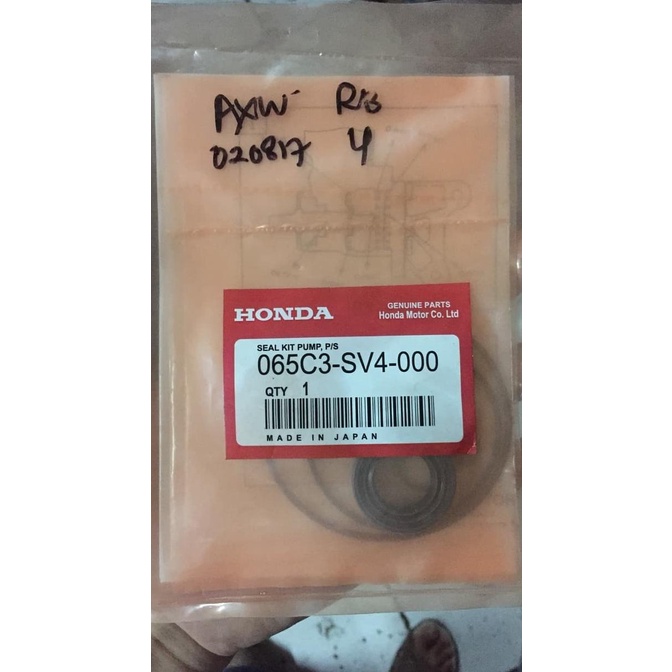 AXW R/S
020817 4
HONDA
GENUINE PARTS
Honda Motor Co. Ltd
SEAL KIT PUMP, P/S
065C3-SV4-000
QTY 1
MADE IN JAPAN